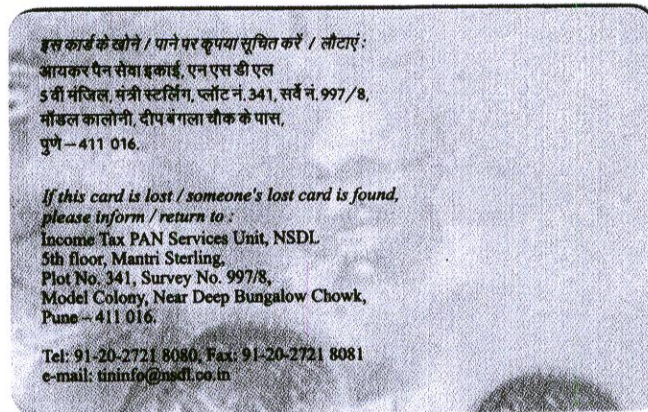 इस कार्ड के खोने / पाने पर कृपया सूचित करें / लौटाएं :
आयकर पैन सेवा इकाई, एन एस डी एल
5 वीं मंजिल, मंत्री स्टर्लिंग, प्लॉट नं. 341, सर्वे नं. 997/8,
मॉडल कालोनी, दीप बंगला चौक के पास,
पुणे – 411 016.
If this card is lost / someone's lost card is found,
please inform / return to :
Income Tax PAN Services Unit, NSDL
5th floor, Mantri Sterling,
Plot No. 341, Survey No. 997/8,
Model Colony, Near Deep Bungalow Chowk,
Pune – 411 016.
Tel: 91-20-2721 8080, Fax: 91-20-2721 8081
e-mail: tininfo@nsdl.co.in